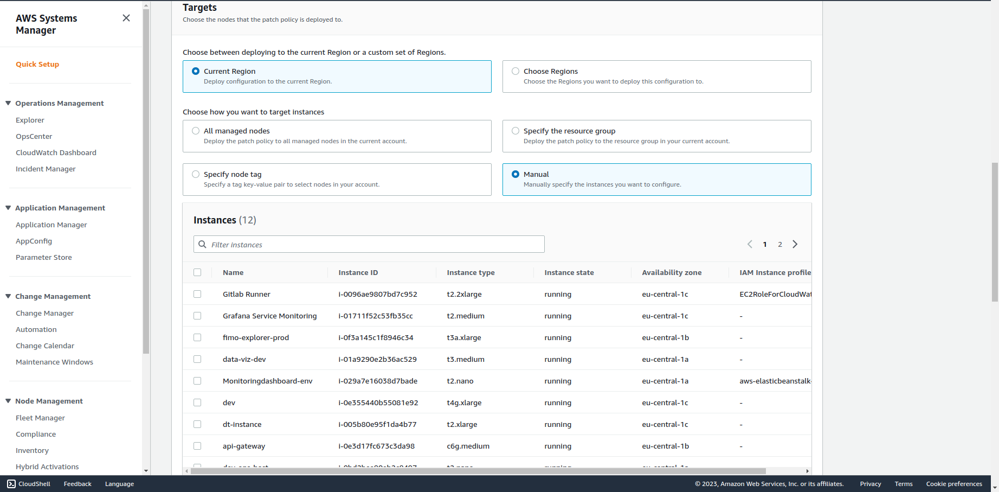 AWS Systems
Manager
Quick Setup
Operations Management
Explorer
OpsCenter
CloudWatch Dashboard
Incident Manager
Application Management
Application Manager
AppConfig
Parameter Store
Change Management
Change Manager
Automation
Change Calendar
Maintenance Windows
Node Management
Fleet Manager
Compliance
Inventory
Hybrid Activations
Targets
Choose the nodes that the patch policy is deployed to.
Choose between deploying to the current Region or a custom set of Regions.
Current Region
Deploy configuration to the current Region.
Choose Regions
Choose the Regions you want to deploy this configuration to.
Choose how you want to target instances
All managed nodes
Deploy the patch policy to all managed nodes in the current account.
Specify the resource group
Deploy the patch policy to the resource group in your current account.
Specify node tag
Specify a tag key-value pair to select nodes in your account.
Manual
Manually specify the instances you want to configure.
Instances (12)
Filter instances
1 2
Name Instance ID Instance type Instance state Availability zone IAM Instance profile
Gitlab Runner i-0096ae9807bd7c952 t2.2xlarge running eu-central-1c EC2RoleForCloudWat
Grafana Service Monitoring i-01711f52c53fb35cc t2.medium running eu-central-1c -
fimo-explorer-prod i-0f3a145c1f8946c34 t3a.xlarge running eu-central-1b -
data-viz-dev i-01a9290e2b36ac529 t3.medium running eu-central-1a -
Monitoringdashboard-env i-029a7e16038d7bade t2.nano running eu-central-1a aws-elasticbeanstalk-
dev i-0e355440b55081e92 t4g.xlarge running eu-central-1c -
dt-instance i-005b80e95f1da4b77 t2.xlarge running eu-central-1c -
api-gateway i-0e3d17fc673c3da98 c6g.medium running eu-central-1b -
CloudShell Feedback Language © 2023, Amazon Web Services, Inc. or its affiliates. Privacy Terms Cookie preferences